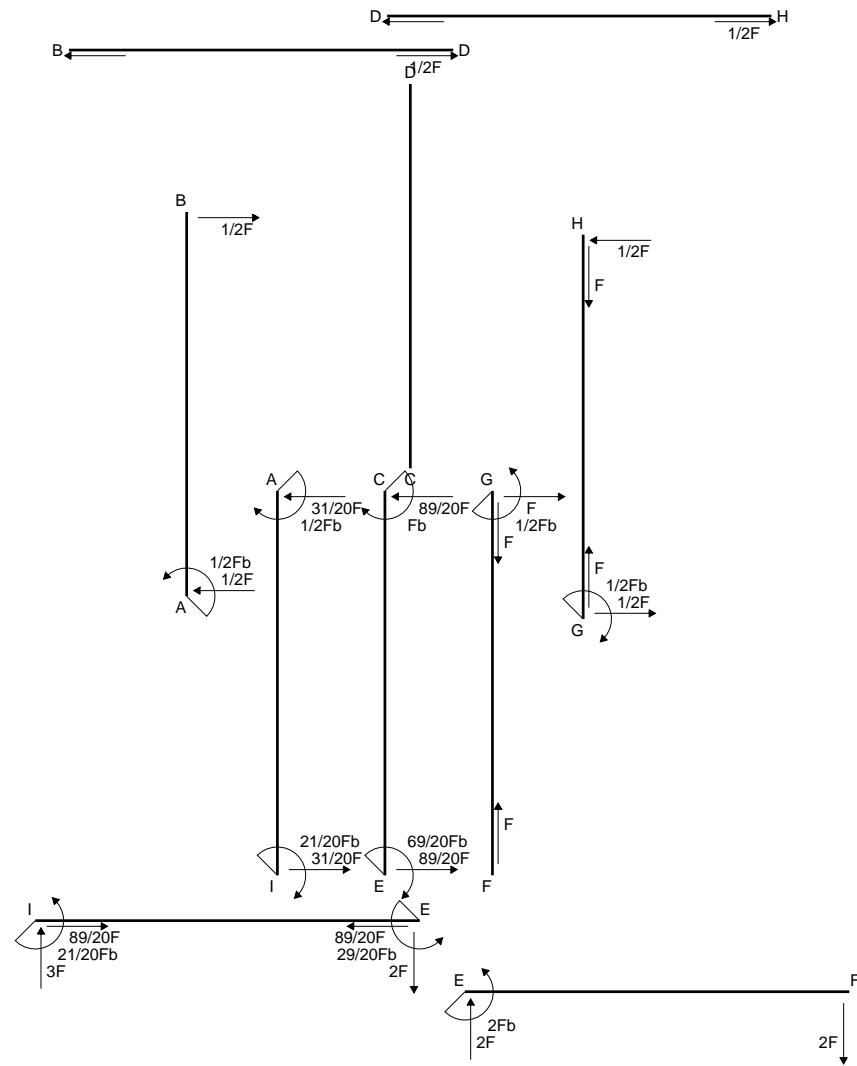 D H
1/2F
B D
1/2F
D
B
1/2F
H
1/2F
F
A C C G
31/20F 89/20F F
1/2Fb Fb 1/2Fb
F
F
1/2Fb
1/2F
A
1/2Fb
1/2F
G
F
21/20Fb 69/20Fb
31/20F 89/20F
I E F
I E
89/20F 89/20F
21/20Fb 29/20Fb
3F 2F
E F
2Fb
2F 2F